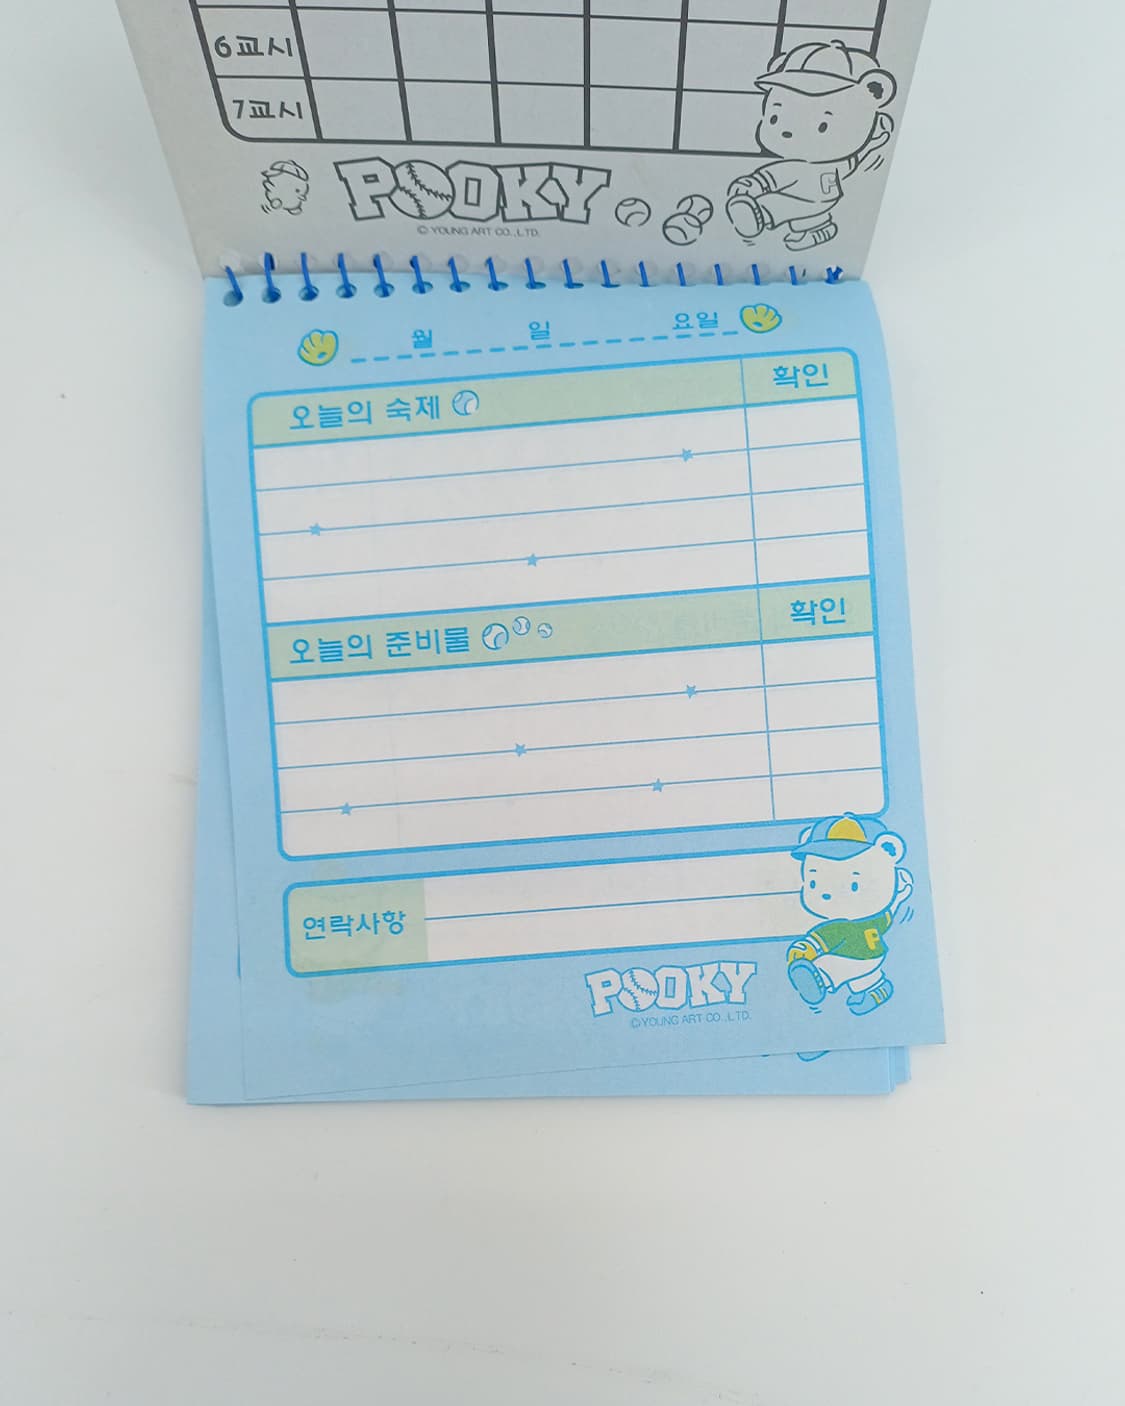 6교시
7교시
POOKY
© YOUNG ART CO.,LTD.
월 일 요일
오늘의 숙제 확인
오늘의 준비물 확인
연락사항
P
POOKY
© YOUNG ART CO.,LTD.